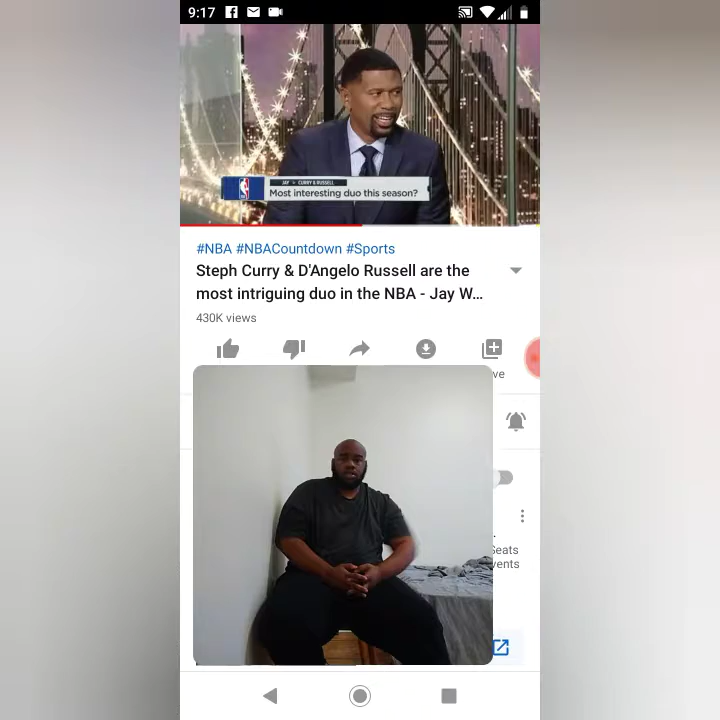 9:17
JAY > CURRY & RUSSELL
Most interesting duo this season?
#NBA #NBACountdown #Sports
Steph Curry & D'Angelo Russell are the
most intriguing duo in the NBA - Jay W...
430K views
ve
Seats
vents